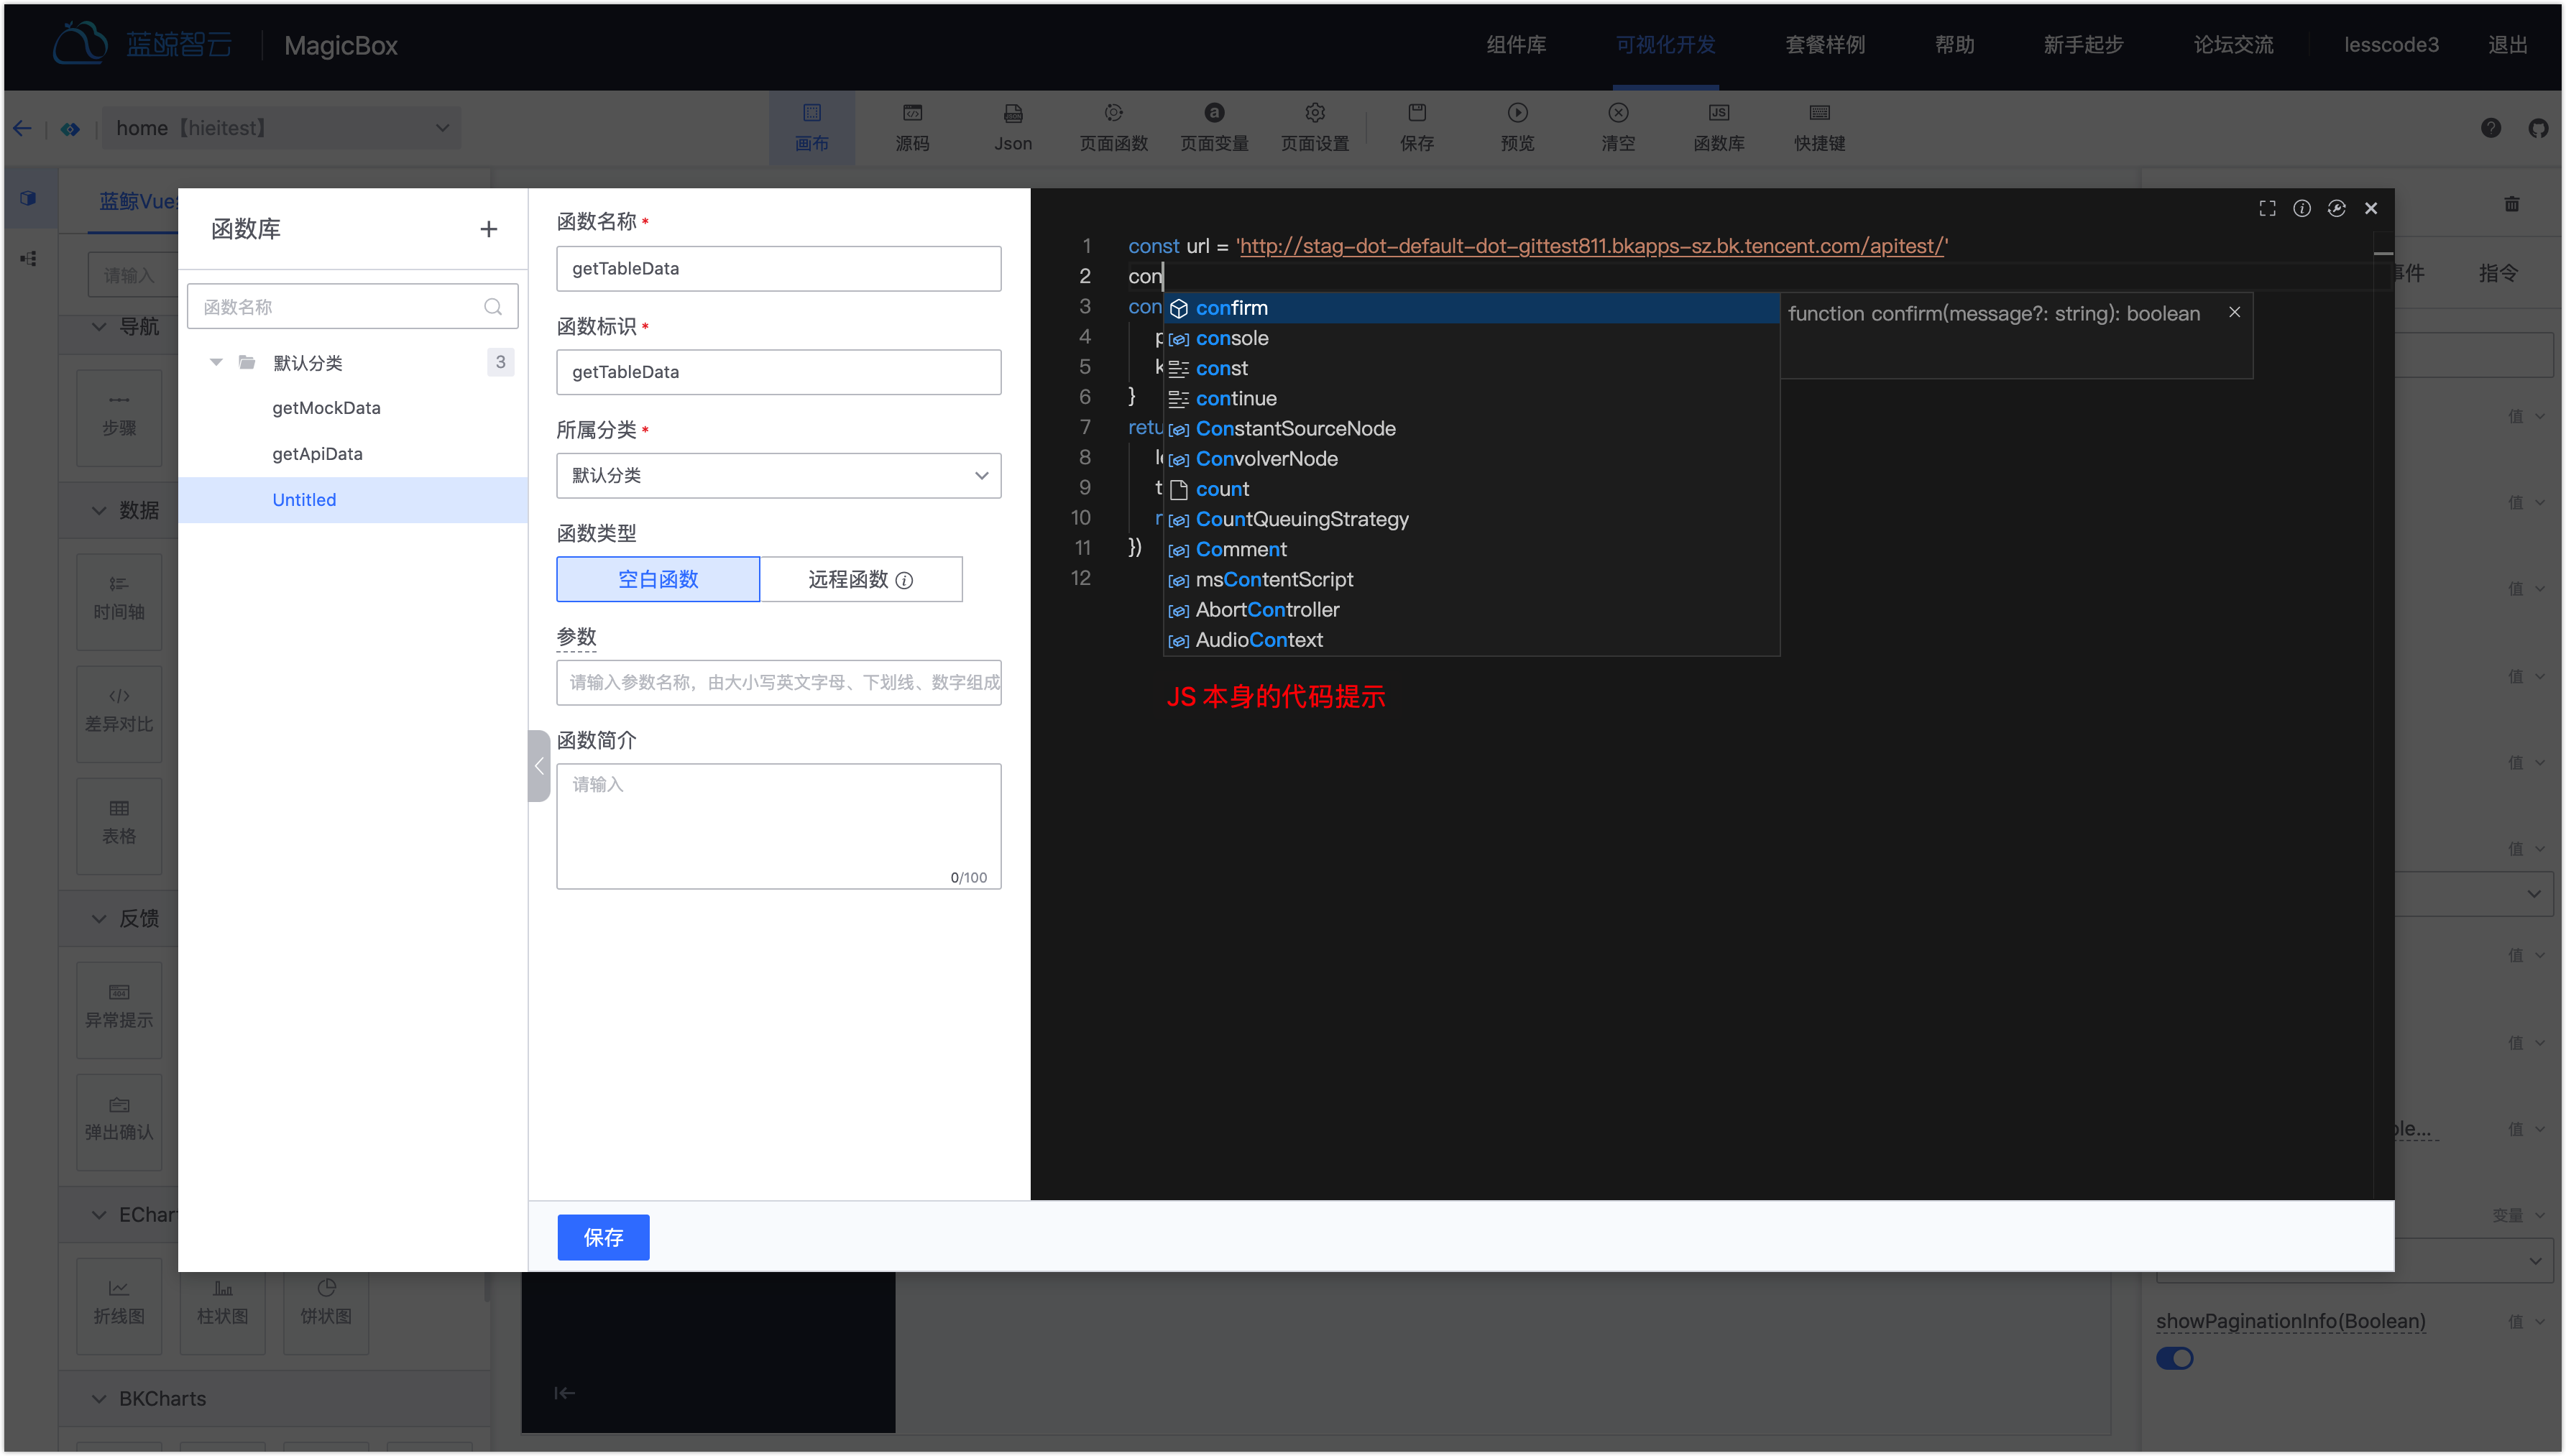 蓝鲸智云
MagicBox
组件库
可视化开发
套餐样例
帮助
新手起步
论坛交流
lesscode3
退出
home【hieitest】
画布
源码
Json
页面函数
页面变量
页面设置
保存
预览
清空
函数库
快捷键
蓝鲸Vue
请输入
导航
步骤
数据
时间轴
差异对比
表格
反馈
异常提示
弹出确认
EChar
折线图
柱状图
饼状图
BKCharts
函数库
函数名称
默认分类
3
getMockData
getApiData
Untitled
函数名称 *
getTableData
函数标识 *
getTableData
所属分类 *
默认分类
函数类型
空白函数
远程函数
参数
请输入参数名称，由大小写英文字母、下划线、数字组成
函数简介
请输入
0/100
保存
1 const url = 'http://stag-dot-default-dot-gittest811.bkapps-sz.bk.tencent.com/apitest/'
2 con
3 con
4 p
5 k
6 }
7 retu
8 le
9 t
10 r
11 })
12
confirm
console
const
continue
ConstantSourceNode
ConvolverNode
count
CountQueuingStrategy
Comment
msContentScript
AbortController
AudioContext
function confirm(message?: string): boolean
JS 本身的代码提示
事件
指令
值
值
值
值
值
值
值
值
ble...
值
变量
showPaginationInfo(Boolean)
值